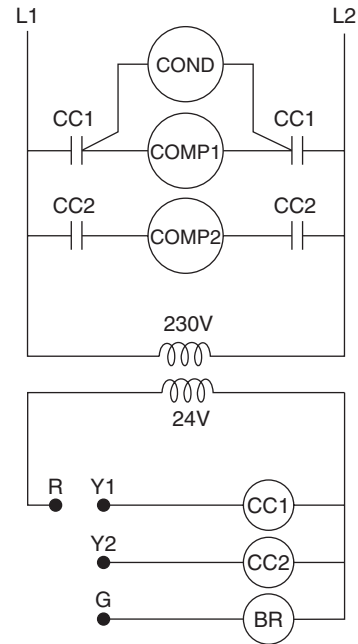 L1 L2
COND
CC1 CC1
COMP1
CC2 CC2
COMP2
230V
24V
R Y1
CC1
Y2
CC2
G
BR